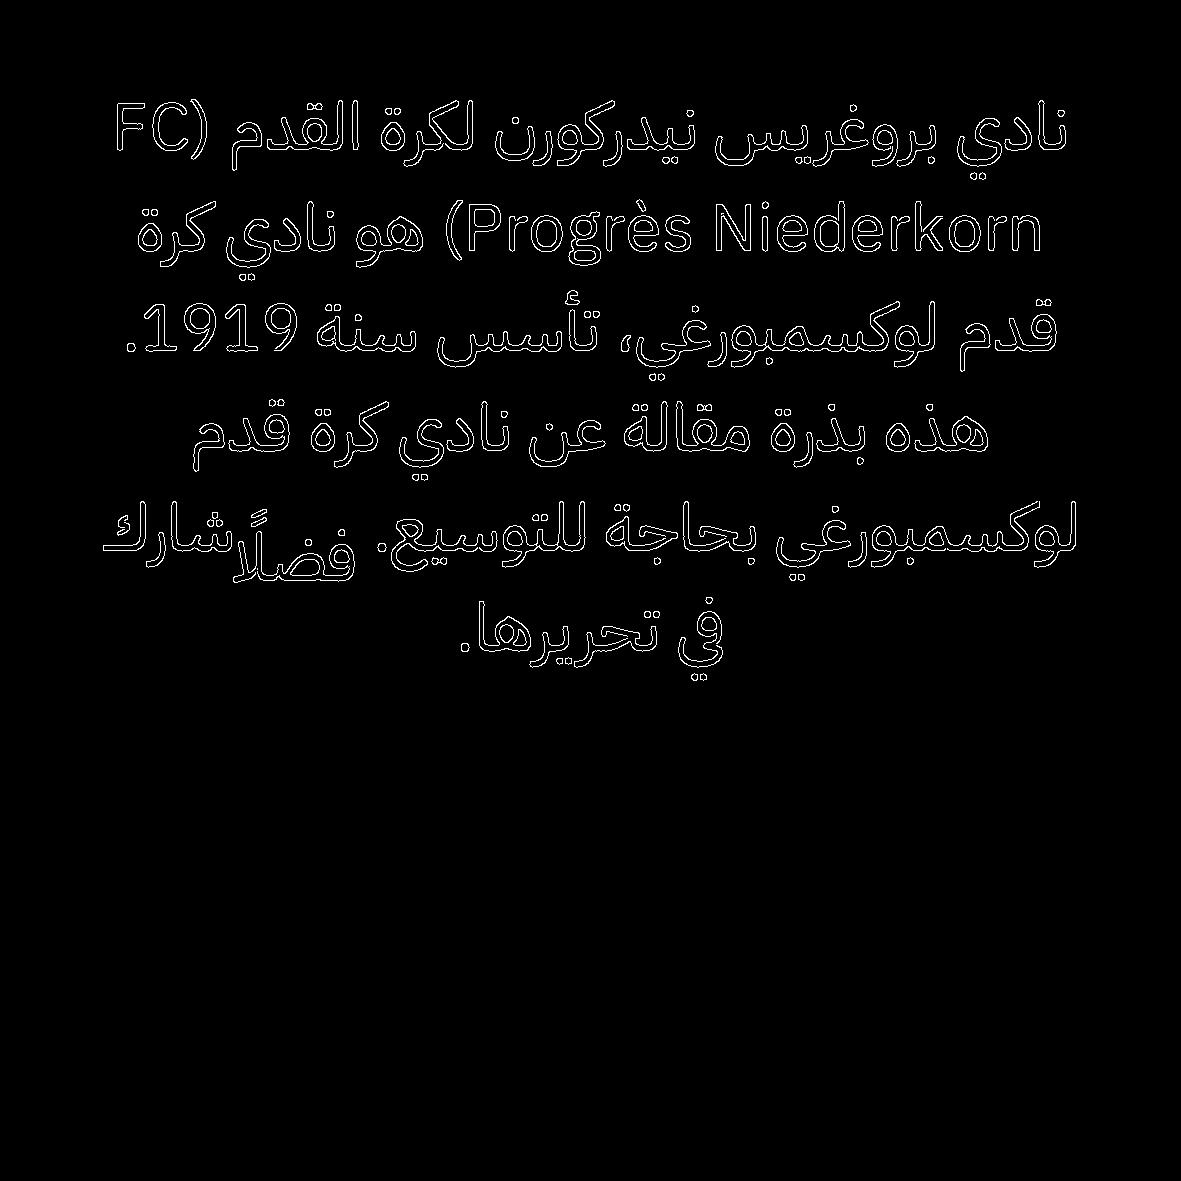 نادي بروغريس نيدركورن لكرة القدم (FC
Progrès Niederkorn) هو نادي كرة
قدم لوكسمبورغي، تأسس سنة 1919.
هذه بذرة مقالة عن نادي كرة قدم
لوكسمبورغي بحاجة للتوسيع. فضلًا شارك
في تحريرها.